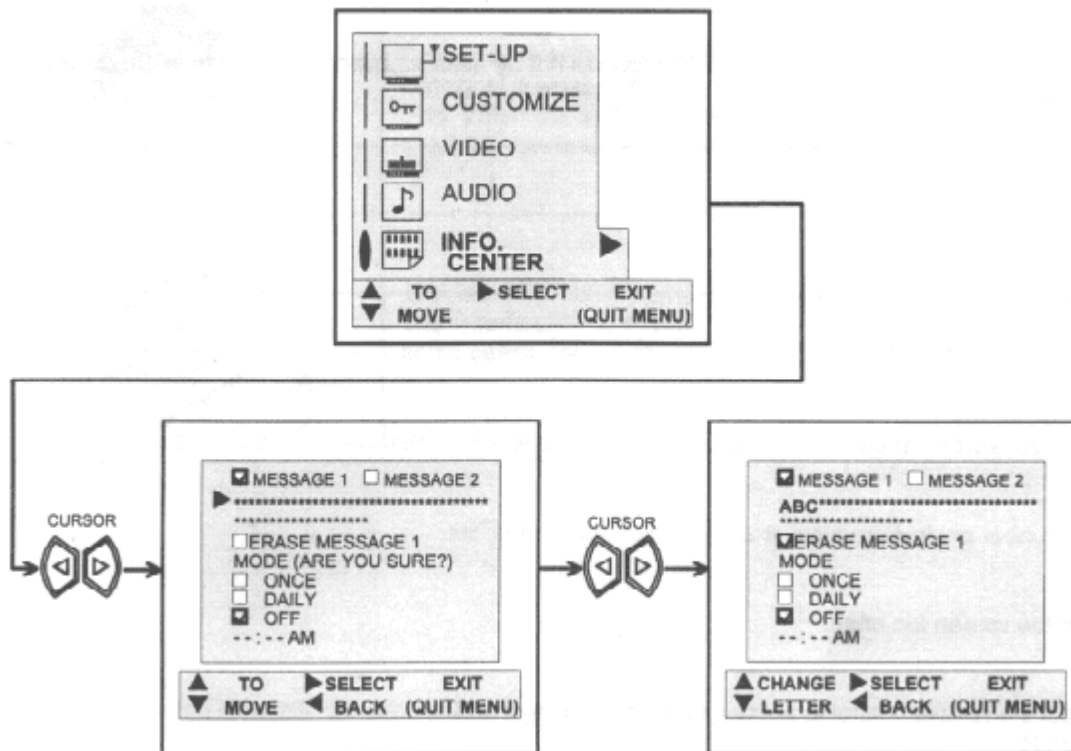 SET-UP
CUSTOMIZE
VIDEO
AUDIO
INFO.
CENTER
TO SELECT EXIT
MOVE (QUIT MENU)
CURSOR
MESSAGE 1 MESSAGE 2
************************************
*******************
ERASE MESSAGE 1
MODE (ARE YOU SURE?)
ONCE
DAILY
OFF
--:--AM
TO SELECT EXIT
MOVE BACK (QUIT MENU)
CURSOR
MESSAGE 1 MESSAGE 2
ABC*******************************
*******************
ERASE MESSAGE 1
MODE
ONCE
DAILY
OFF
--:--AM
CHANGE SELECT EXIT
LETTER BACK (QUIT MENU)